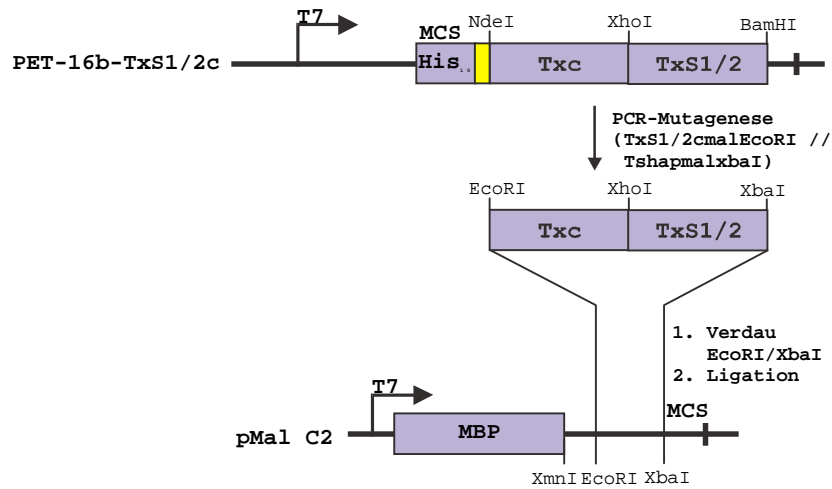 T7
MCS
NdeI
XhoI
BamHI
PET-16b-TxS1/2c
His₁₀
Txc
TxS1/2
PCR-Mutagenese
(TxS1/2cmalEcoRI //
TshapmalxbaI)
EcoRI
XhoI
XbaI
Txc
TxS1/2
1. Verdau
EcoRI/XbaI
2. Ligation
T7
MCS
pMal C2
MBP
XmnI
EcoRI
XbaI